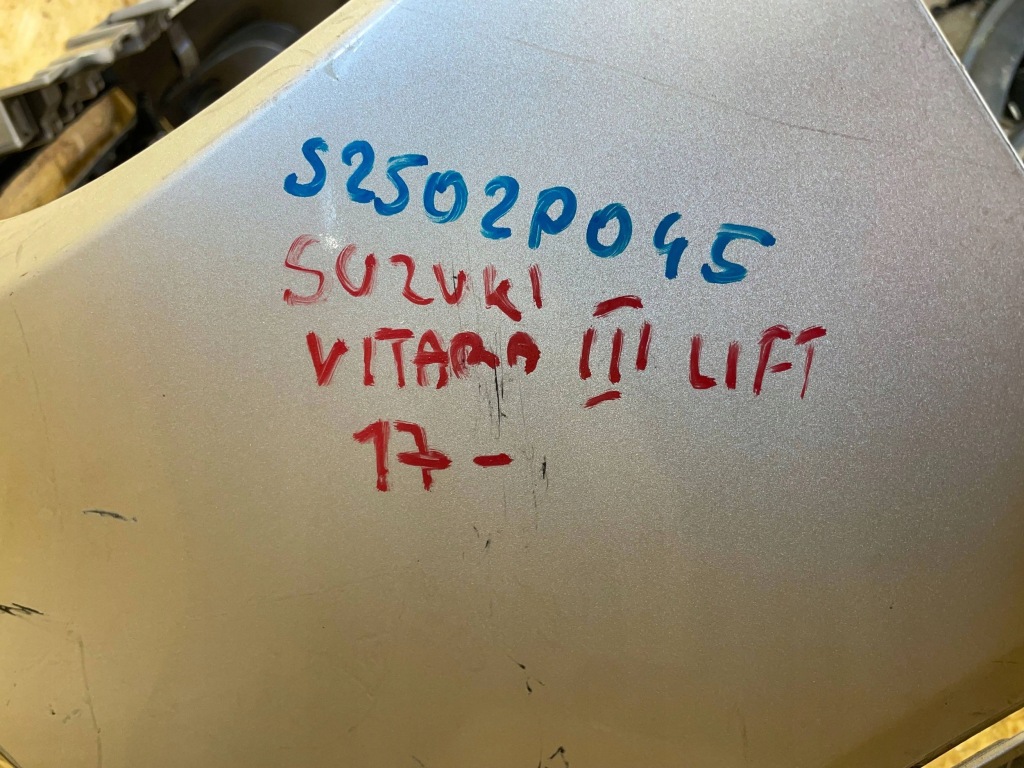 S2502P045
SUZUKI
VITARA III LIFT
17-